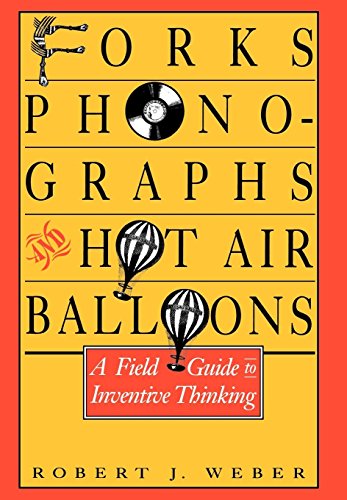 FORKS
PHONO-
GRAPHS
AND HOT AIR
BALLOONS
A Field Guide to
Inventive Thinking
ROBERT J. WEBER